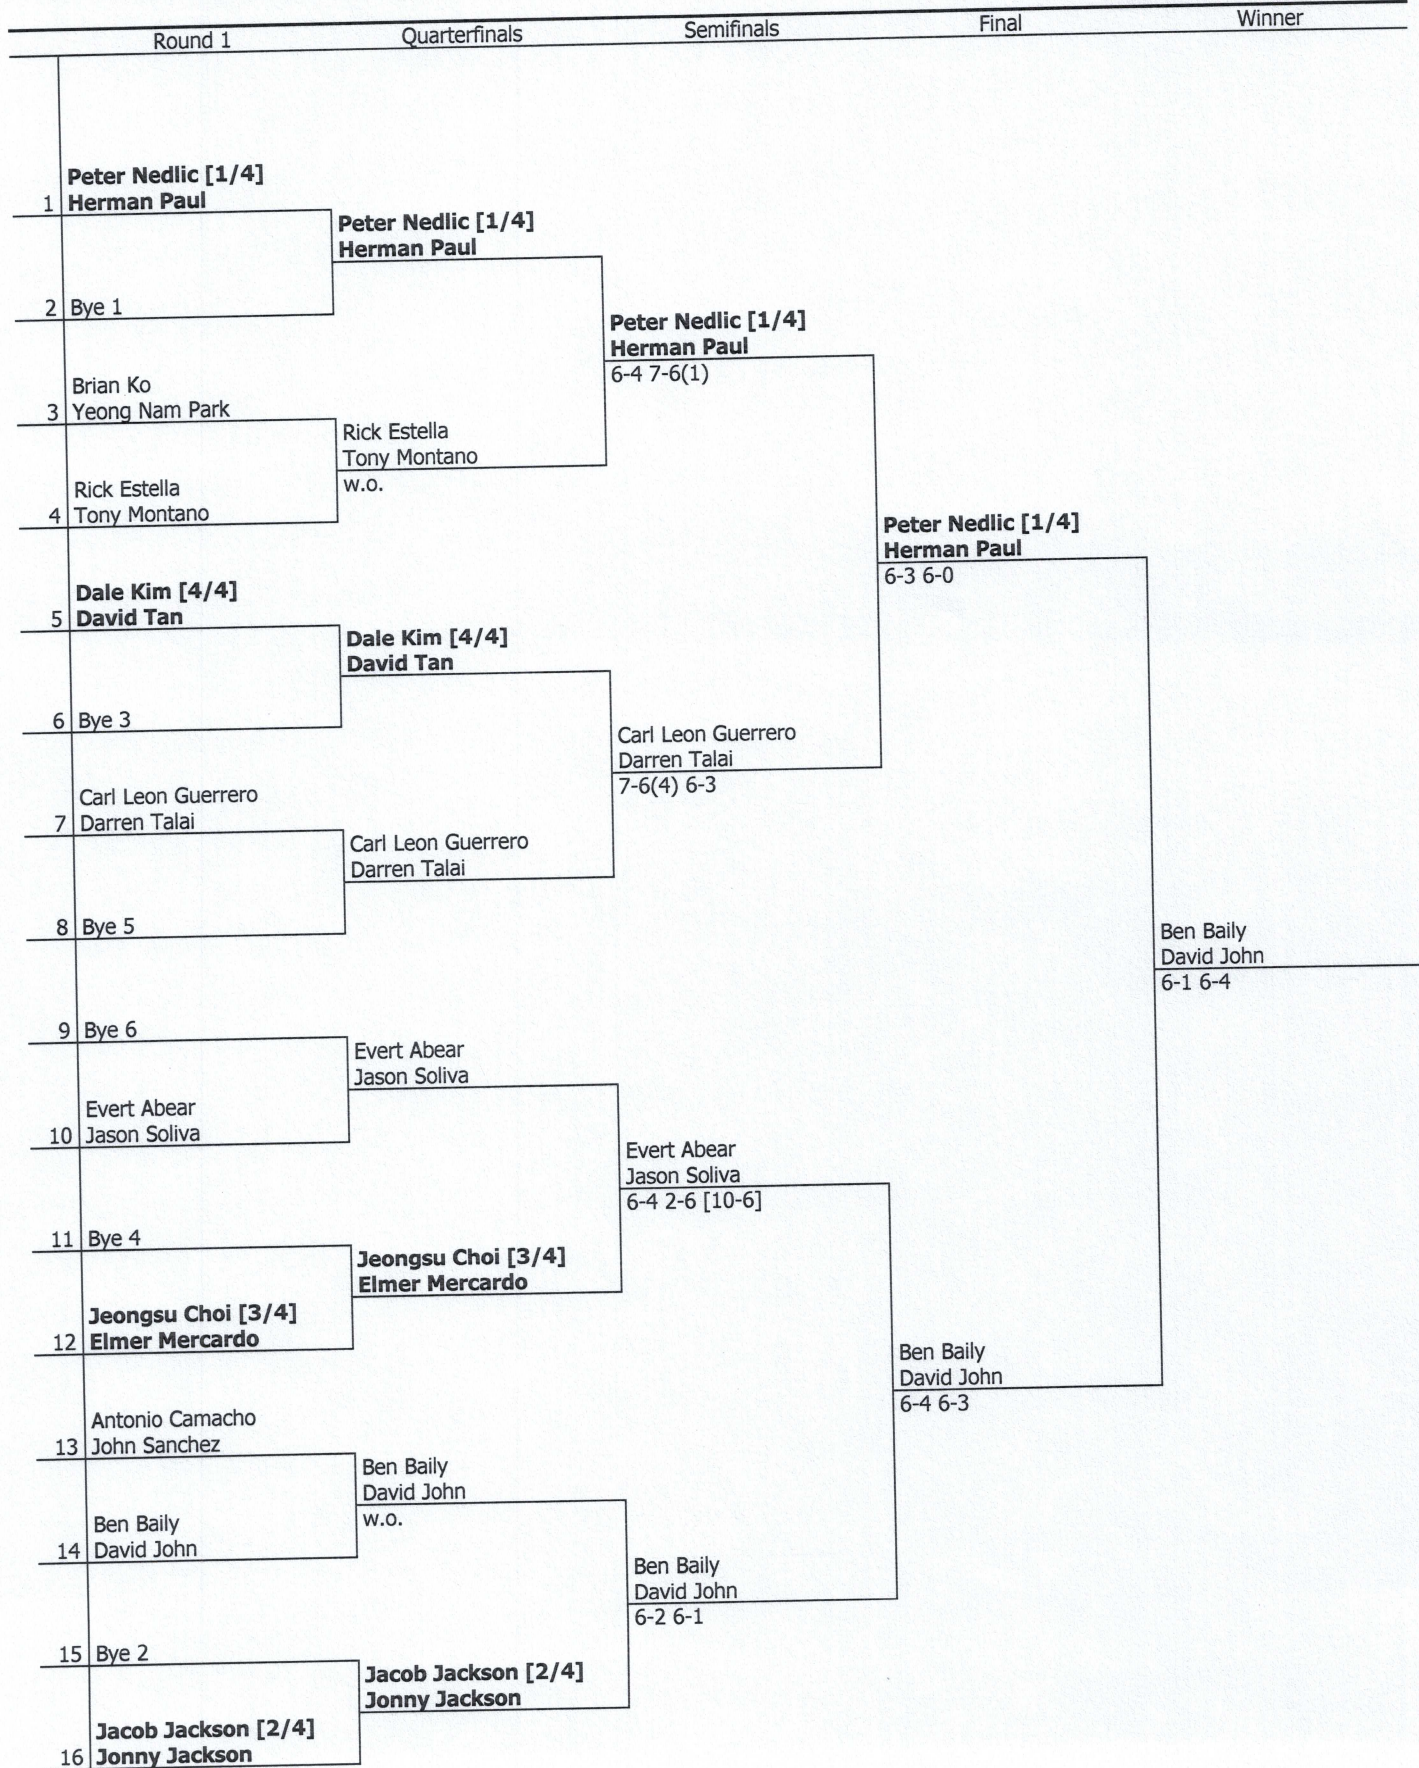 Round 1
Quarterfinals
Semifinals
Final
Winner
Peter Nedlic [1/4]
1 Herman Paul
2 Bye 1
Brian Ko
3 Yeong Nam Park
Rick Estella
4 Tony Montano
Dale Kim [4/4]
5 David Tan
6 Bye 3
Carl Leon Guerrero
7 Darren Talai
8 Bye 5
9 Bye 6
Evert Abear
10 Jason Soliva
11 Bye 4
Jeongsu Choi [3/4]
12 Elmer Mercardo
Antonio Camacho
13 John Sanchez
Ben Baily
14 David John
15 Bye 2
Jacob Jackson [2/4]
16 Jonny Jackson
Peter Nedlic [1/4]
Herman Paul
Rick Estella
Tony Montano
w.o.
Dale Kim [4/4]
David Tan
Carl Leon Guerrero
Darren Talai
Evert Abear
Jason Soliva
Jeongsu Choi [3/4]
Elmer Mercardo
Ben Baily
David John
w.o.
Jacob Jackson [2/4]
Jonny Jackson
Peter Nedlic [1/4]
Herman Paul
6-4 7-6(1)
Carl Leon Guerrero
Darren Talai
7-6(4) 6-3
Evert Abear
Jason Soliva
6-4 2-6 [10-6]
Ben Baily
David John
6-2 6-1
Peter Nedlic [1/4]
Herman Paul
6-3 6-0
Ben Baily
David John
6-4 6-3
Ben Baily
David John
6-1 6-4